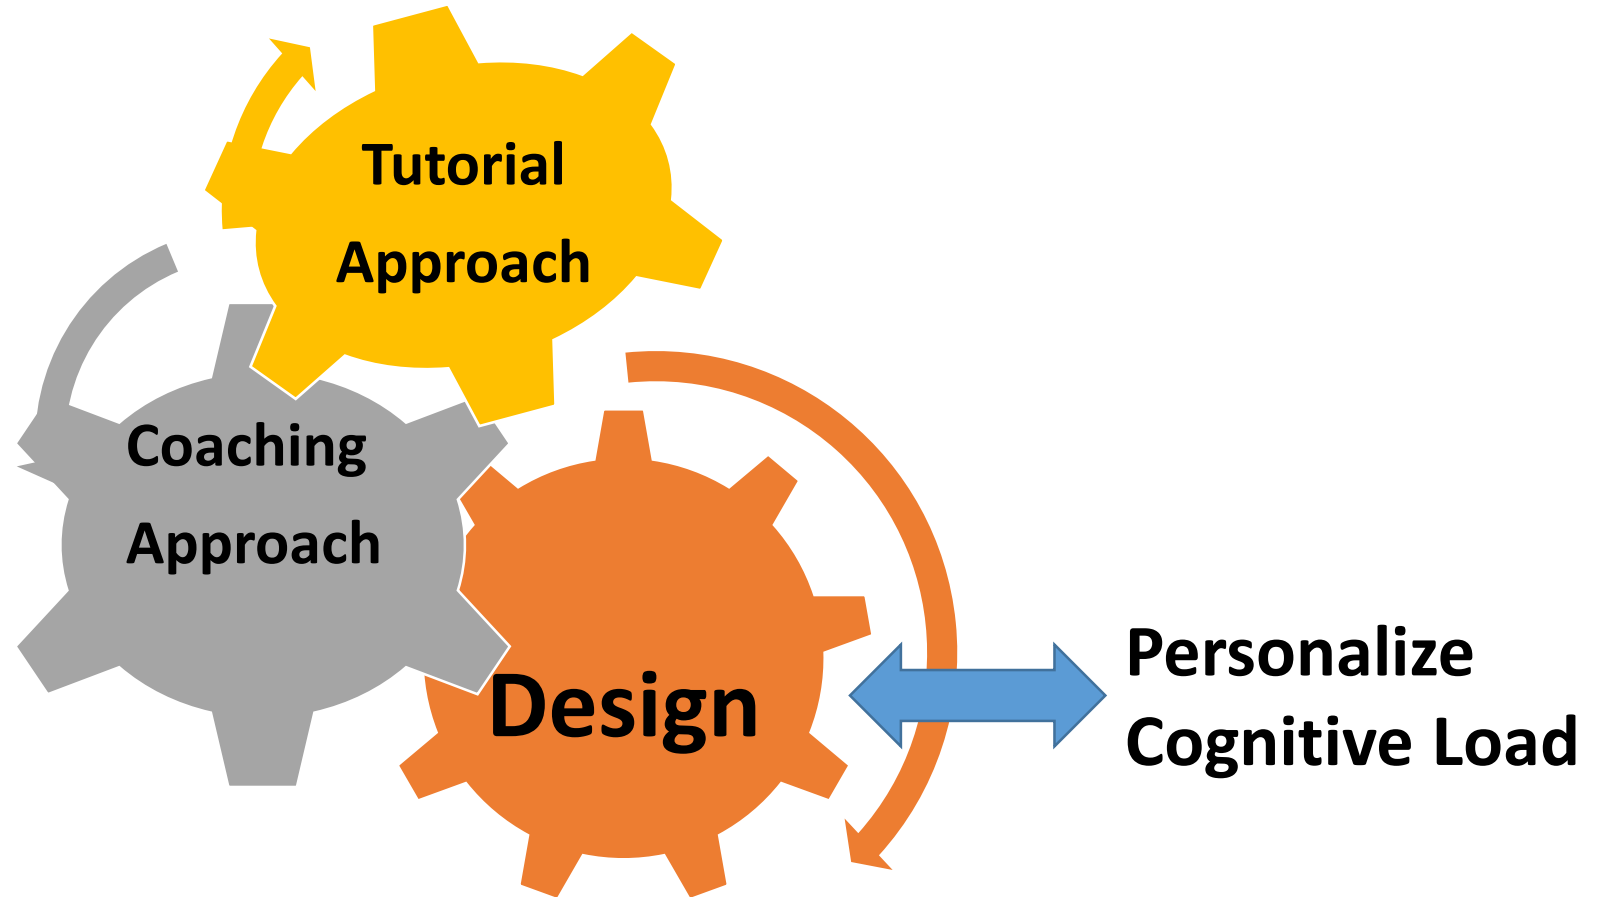 Tutorial
Approach
Coaching
Approach
Design
Personalize
Cognitive Load